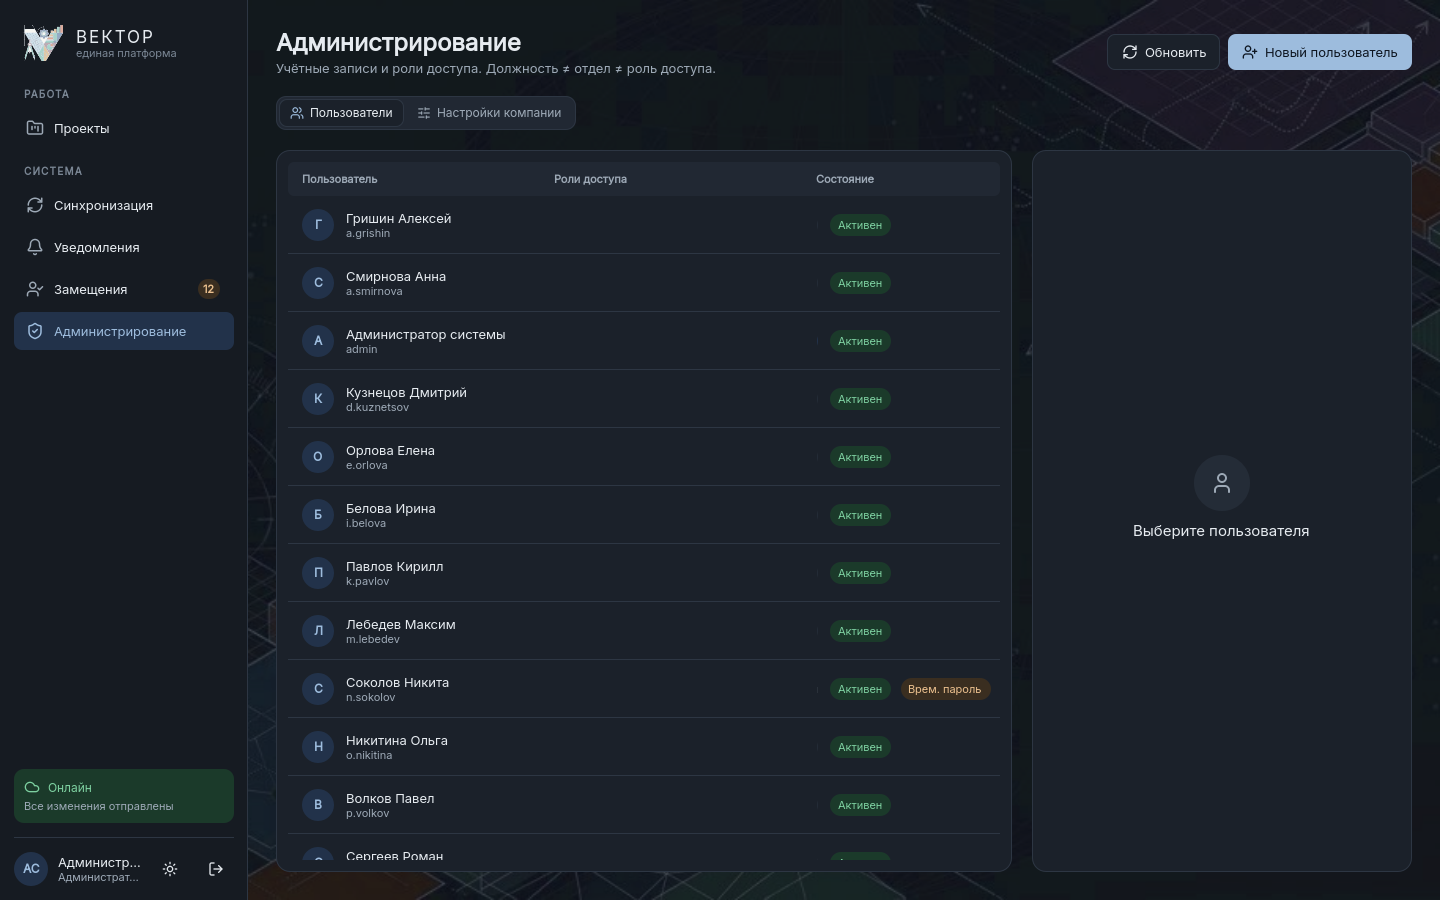 ВЕКТОР
единая платформа
РАБОТА
Проекты
СИСТЕМА
Синхронизация
Уведомления
Замещения 12
Администрирование
Онлайн
Все изменения отправлены
АС
Администр...
Администрат...
Администрирование
Учётные записи и роли доступа. Должность ≠ отдел ≠ роль доступа.
Обновить
Новый пользователь
Пользователи
Настройки компании
Пользователь Роли доступа Состояние
Г Гришин Алексей Активен
a.grishin
С Смирнова Анна Активен
a.smirnova
А Администратор системы Активен
admin
К Кузнецов Дмитрий Активен
d.kuznetsov
О Орлова Елена Активен
e.orlova
Б Белова Ирина Активен
i.belova
П Павлов Кирилл Активен
k.pavlov
Л Лебедев Максим Активен
m.lebedev
С Соколов Никита Активен Врем. пароль
n.sokolov
Н Никитина Ольга Активен
o.nikitina
В Волков Павел Активен
p.volkov
Сергеев Роман
Выберите пользователя